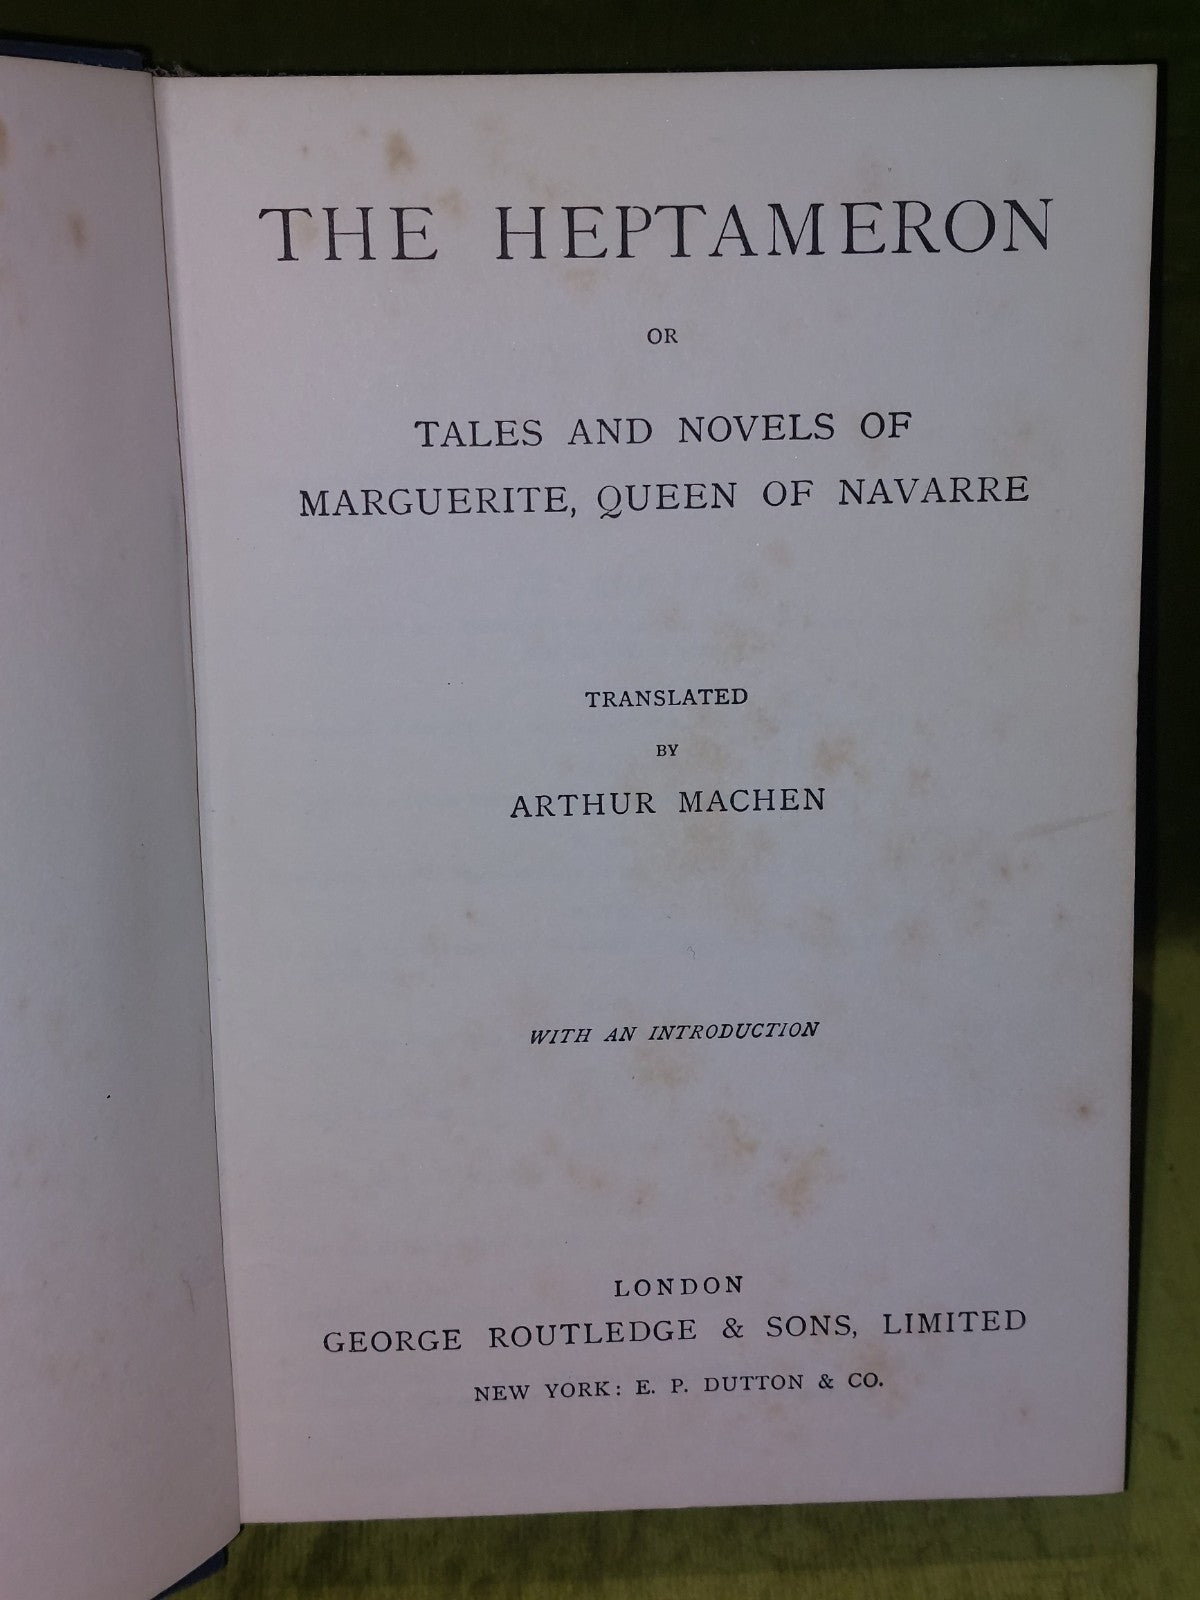 THE HEPTAMERON
OR
TALES AND NOVELS OF
MARGUERITE, QUEEN OF NAVARRE
TRANSLATED
BY
ARTHUR MACHEN
WITH AN INTRODUCTION
LONDON
GEORGE ROUTLEDGE & SONS, LIMITED
NEW YORK: E. P. DUTTON & CO.